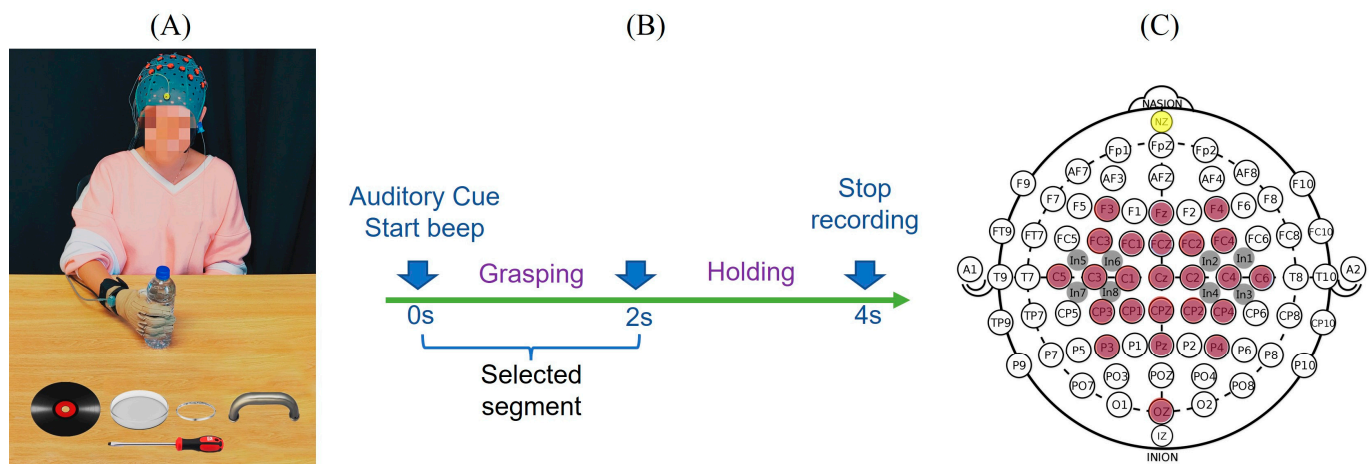 (A)
(B)
(C)
Auditory Cue
Start beep
Stop
recording
Grasping
Holding
0s
2s
4s
Selected
segment
NASION
NZ
Fp1 FpZ Fp2
AF7 AF3 AFZ AF4 AF8
F9 F7 F5 F3 F1 Fz F2 F4 F6 F8 F10
FT9 FT7 FC5 FC3 FC1 FCZ FC2 FC4 FC6 FC8 FC10
In5 In6 In2 In1
A1 T9 T7 C5 C3 C1 Cz C2 C4 C6 T8 T10 A2
In7 In8 In4 In3
TP9 TP7 CP5 CP3 CP1 CPZ CP2 CP4 CP6 CP8 CP10
P9 P7 P5 P3 P1 Pz P2 P4 P6 P8 P10
PO7 PO3 POZ PO4 PO8
O1 OZ O2
IZ
INION